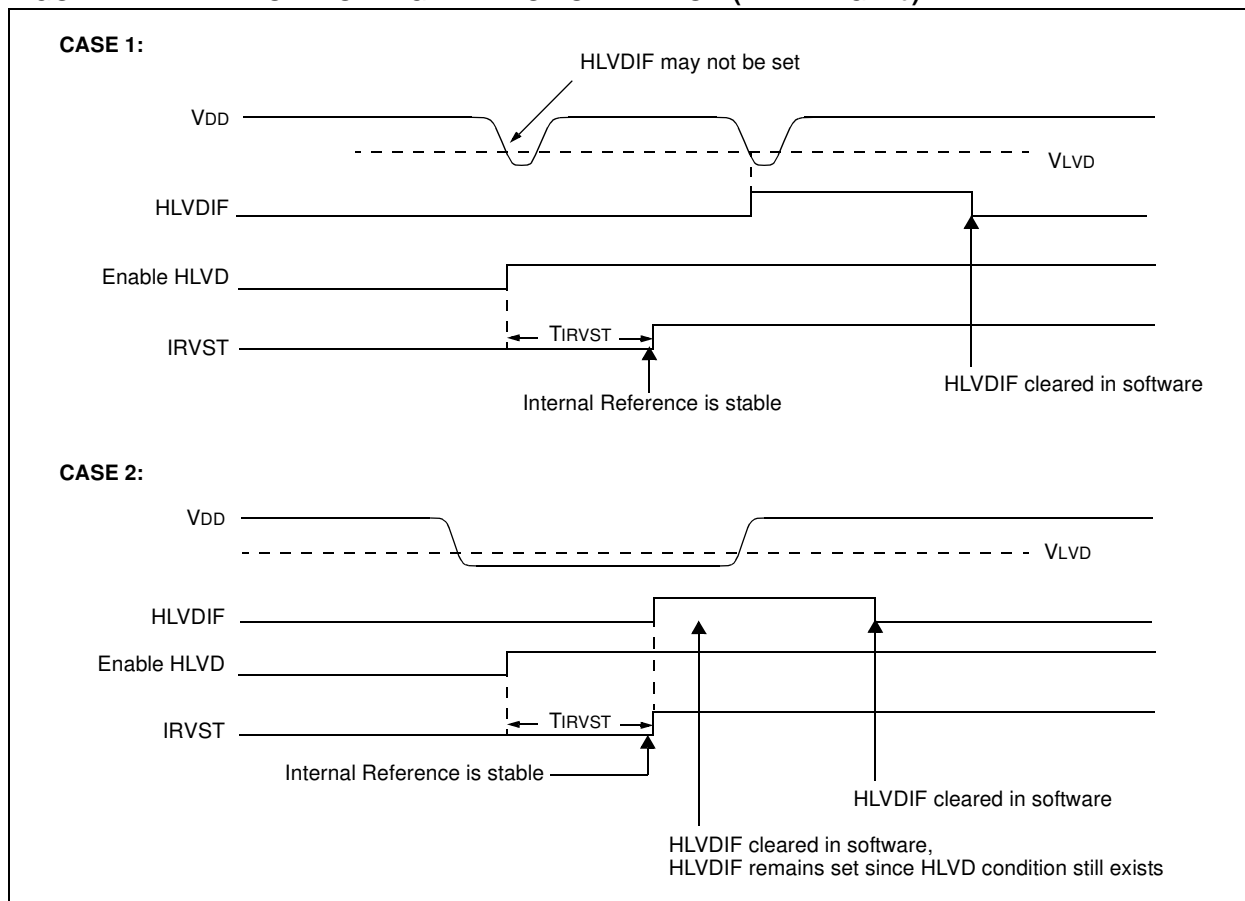 CASE 1:
HLVDIF may not be set
VDD
VLVD
HLVDIF
Enable HLVD
TIRVST
IRVST
HLVDIF cleared in software
Internal Reference is stable
CASE 2:
VDD
VLVD
HLVDIF
Enable HLVD
TIRVST
IRVST
Internal Reference is stable
HLVDIF cleared in software
HLVDIF cleared in software,
HLVDIF remains set since HLVD condition still exists